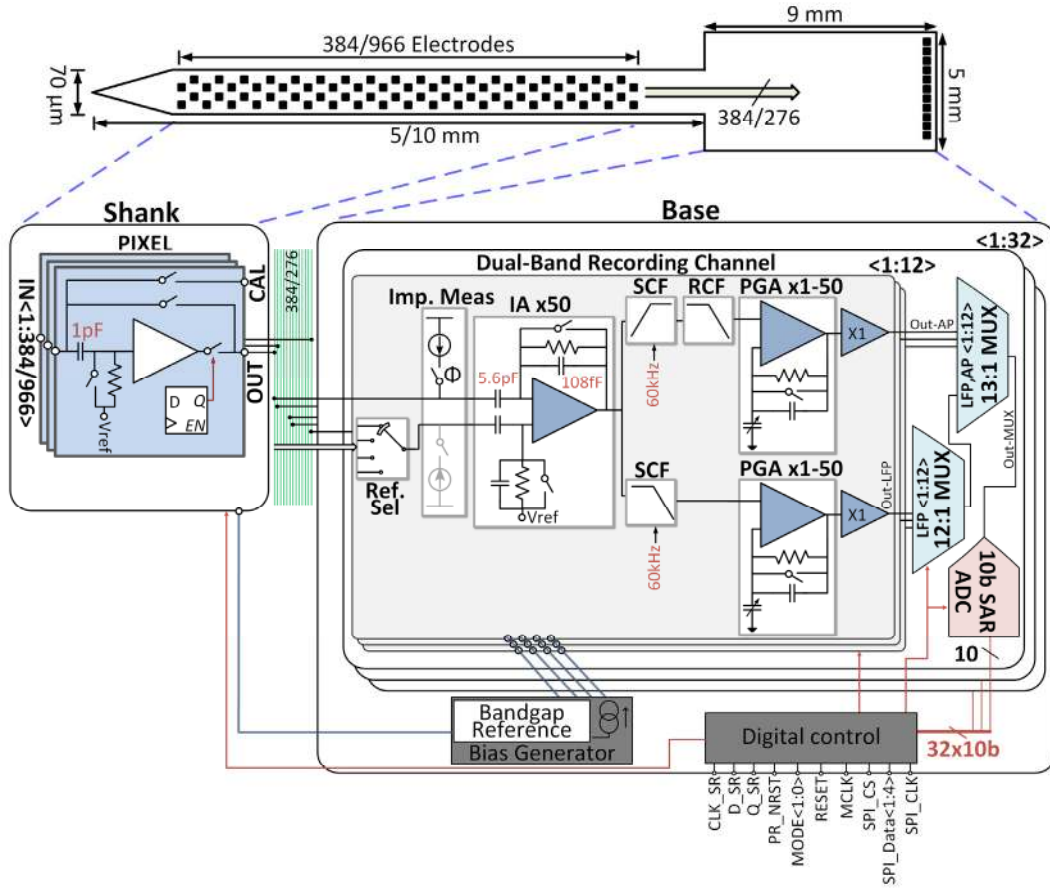 9 mm
384/966 Electrodes
70 µm
5 mm
384/276
5/10 mm
Shank
Base
PIXEL
<1:32>
Dual-Band Recording Channel
<1:12>
IN<1:384/966>
CAL
OUT
384/276
1pF
Vref
D Q
EN
Imp. Meas
Φ
IA x50
5.6pF
108fF
Vref
Ref.
Sel
SCF
RCF
PGA x1-50
60kHz
X1
Out-AP
LFP,AP <1:12>
13:1 MUX
Out-MUX
SCF
PGA x1-50
60kHz
X1
Out-LFP
LFP <1:12>
12:1 MUX
10b SAR
ADC
10
Bandgap
Reference
Bias Generator
Digital control
32x10b
CLK_SR
D_SR
Q_SR
PR_NRST
MODE<1:0>
RESET
MCLK
SPI_CS
SPI_Data<1:4>
SPI_CLK